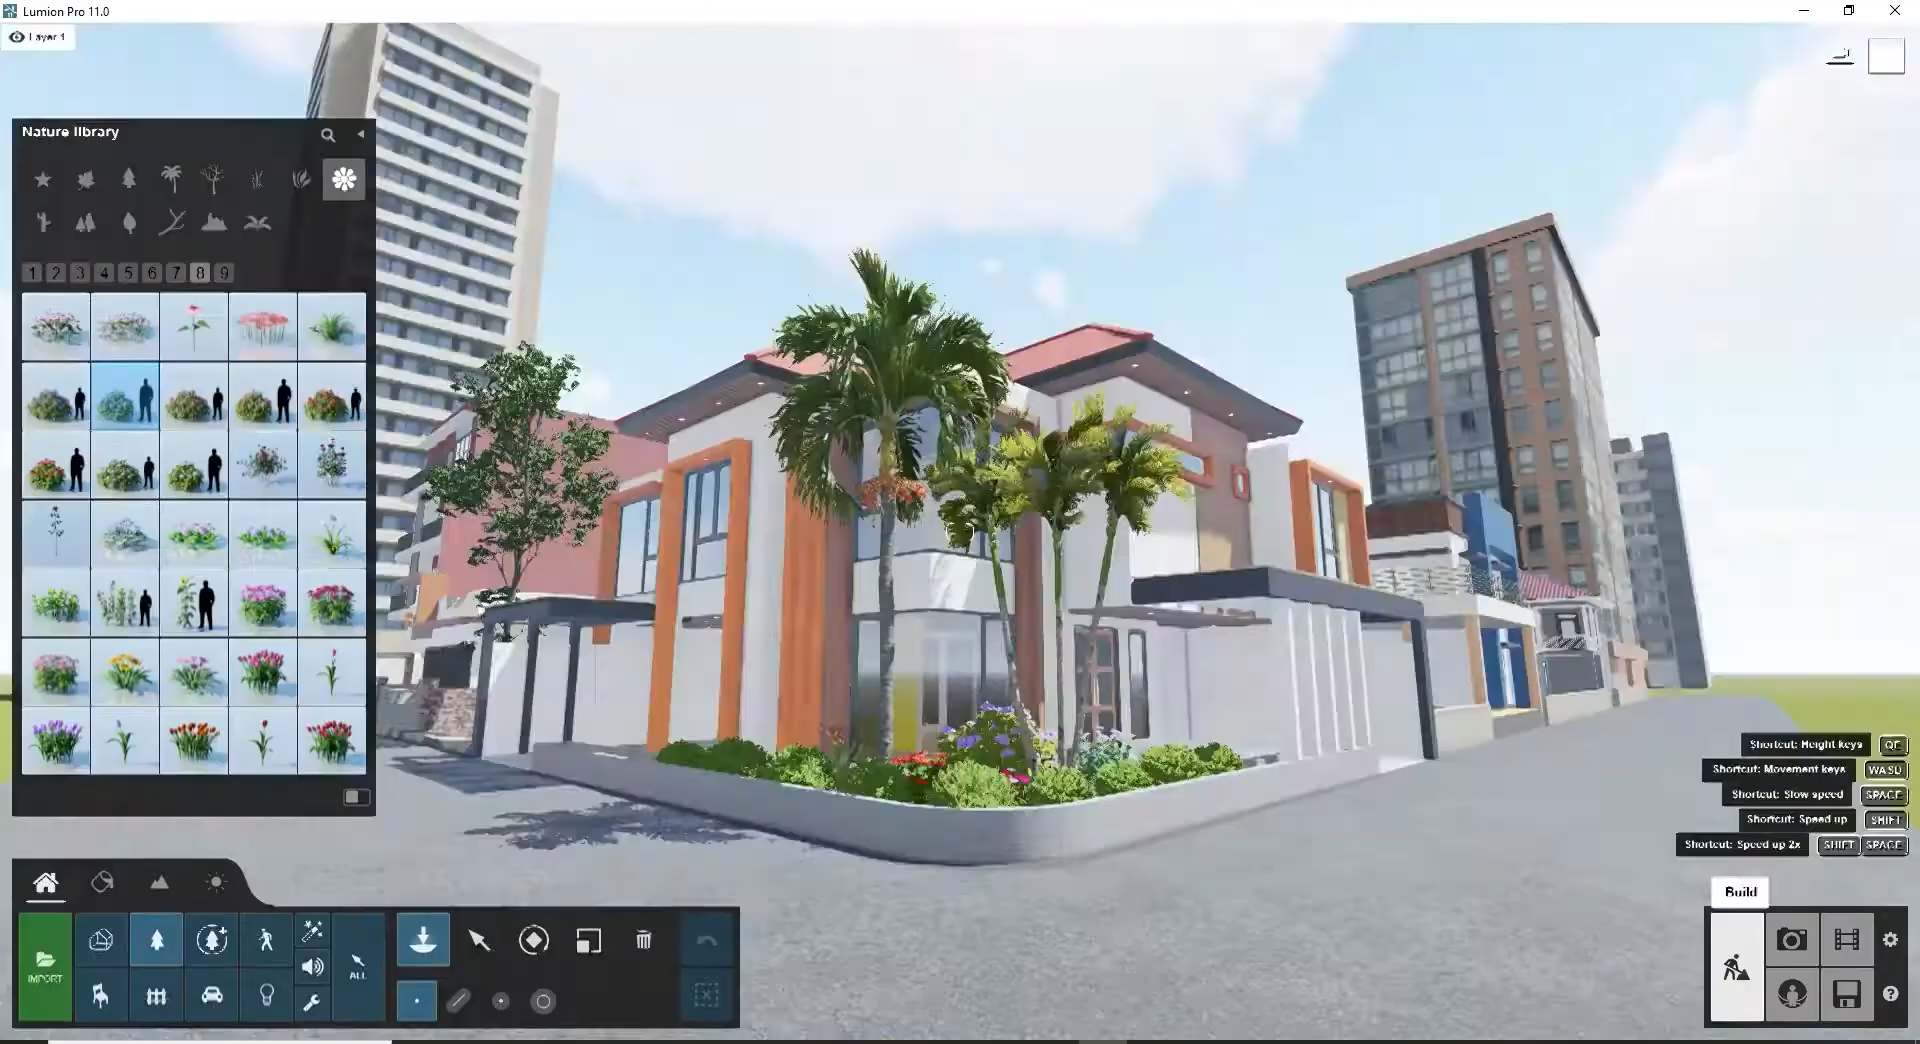 Lumion Pro 11.0
Layer 1
Nature library
1 2 3 4 5 6 7 8 9
Shortcut: Height keys QE
Shortcut: Movement keys WASD
Shortcut: Slow speed SPACE
Shortcut: Speed up SHIFT
Shortcut: Speed up 2x SHIFT SPACE
Build
IMPORT
ALL
?